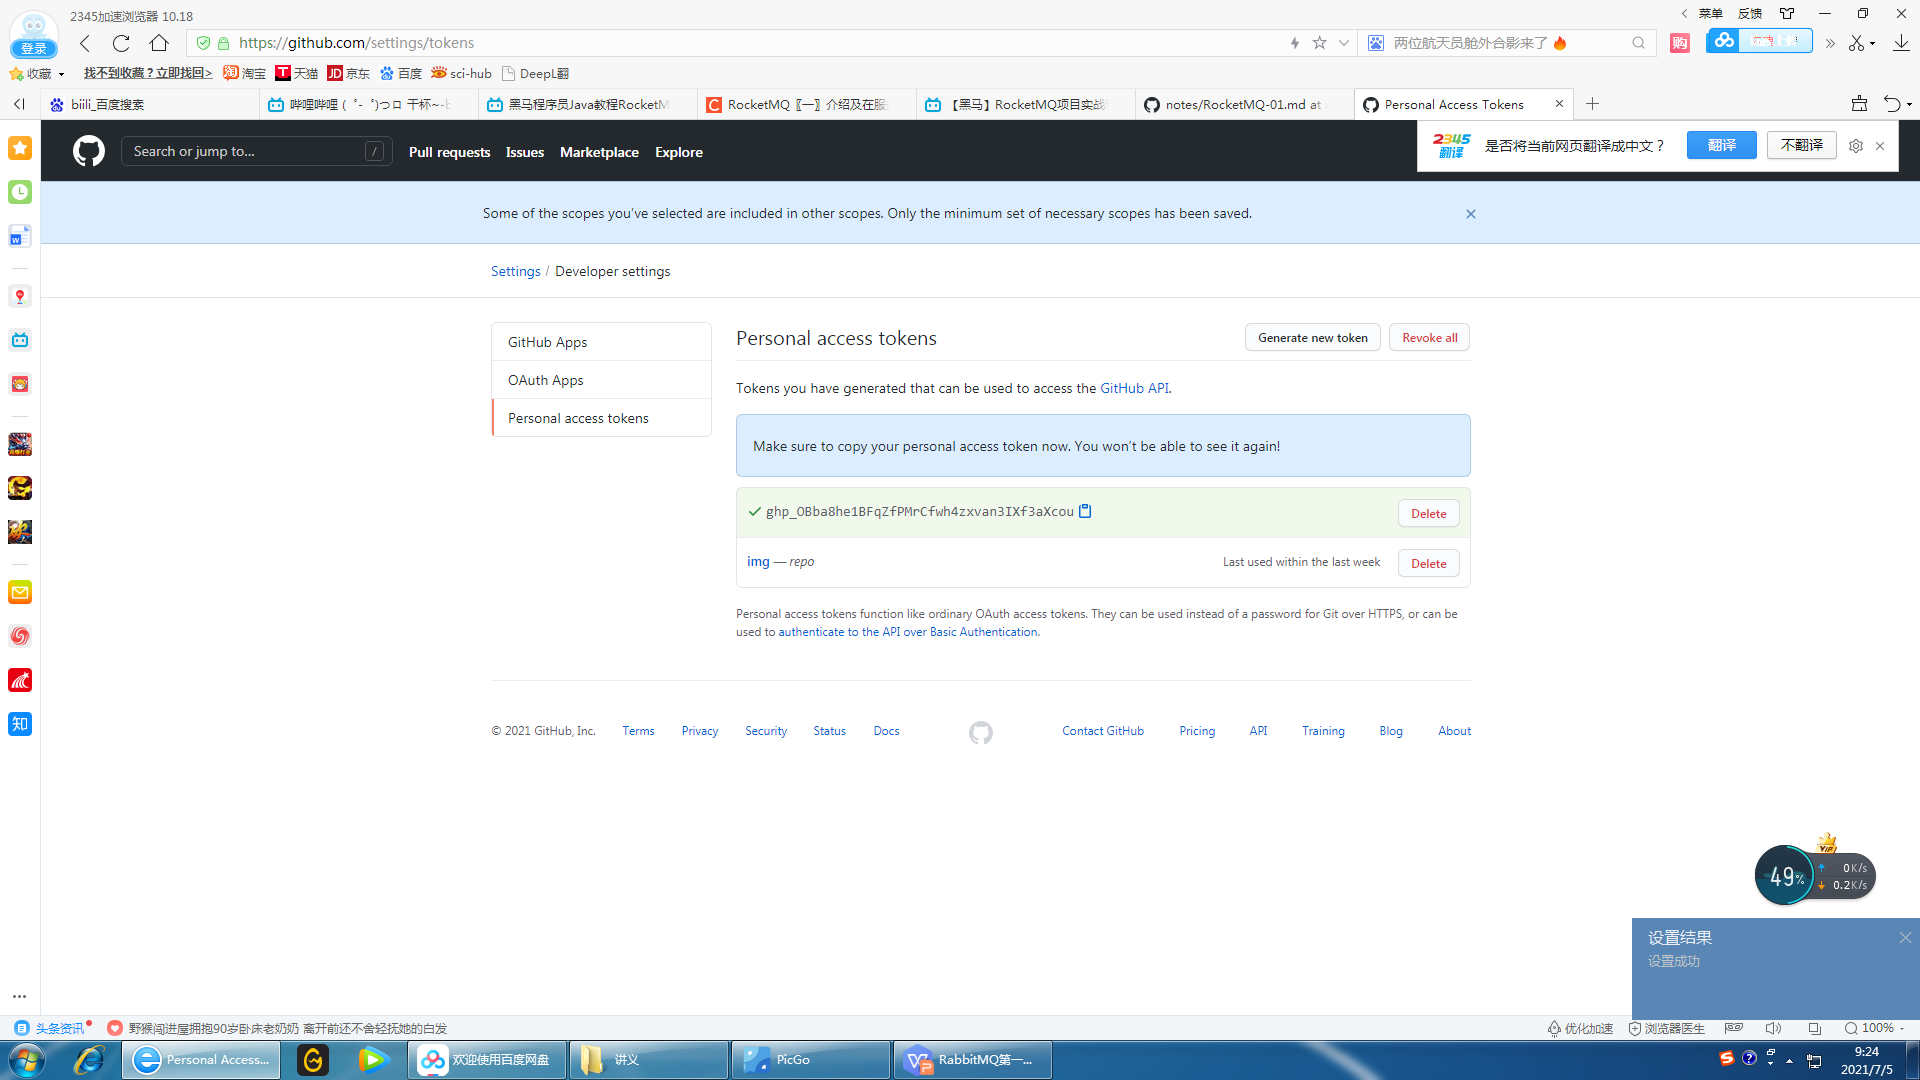 2345加速浏览器 10.18
菜单 反馈
登录
https://github.com/settings/tokens
两位航天员舱外合影来了
购
收藏 找不到收藏？立即找回> 淘宝 天猫 京东 百度 sci-hub DeepL翻
biili_百度搜索
哔哩哔哩 ( ゜- ゜)つロ 干杯~-b
黑马程序员Java教程RocketM
RocketMQ〖一〗介绍及在服
【黑马】RocketMQ项目实战
notes/RocketMQ-01.md at
Personal Access Tokens
Search or jump to... /
Pull requests Issues Marketplace Explore
2345 翻译 是否将当前网页翻译成中文？ 翻译 不翻译
Some of the scopes you’ve selected are included in other scopes. Only the minimum set of necessary scopes has been saved.
Settings / Developer settings
GitHub Apps
OAuth Apps
Personal access tokens
Personal access tokens
Generate new token Revoke all
Tokens you have generated that can be used to access the GitHub API.
Make sure to copy your personal access token now. You won’t be able to see it again!
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 Delete
img — repo Last used within the last week Delete
Personal access tokens function like ordinary OAuth access tokens. They can be used instead of a password for Git over HTTPS, or can be
used to authenticate to the API over Basic Authentication.
© 2021 GitHub, Inc. Terms Privacy Security Status Docs Contact GitHub Pricing API Training Blog About
知
VIP
49% 0K/s
0.2K/s
设置结果
设置成功
头条资讯 野猴闯进屋拥抱90岁卧床老奶奶 离开前还不舍轻抚她的白发
优化加速 浏览器医生 100%
Personal Access... 欢迎使用百度网盘 讲义 PicGo RabbitMQ第一...
9:24
2021/7/5